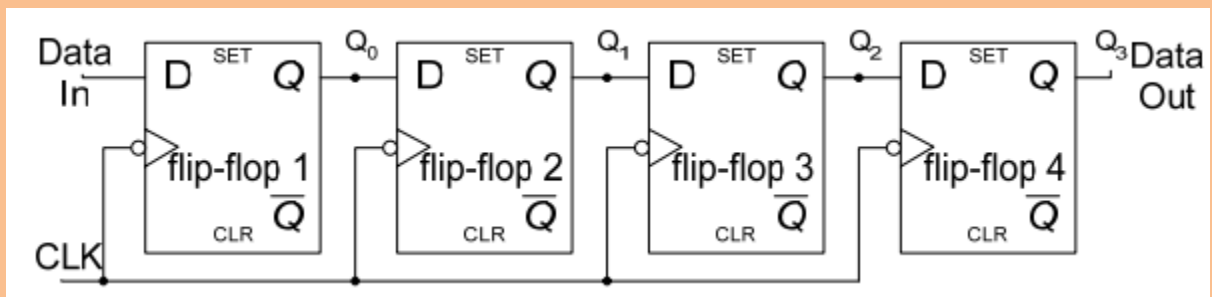 Data In
D SET Q
flip-flop 1
Q̅
CLR
Q₀
D SET Q
flip-flop 2
Q̅
CLR
Q₁
D SET Q
flip-flop 3
Q̅
CLR
Q₂
D SET Q
flip-flop 4
Q̅
CLR
Q₃
Data Out
CLK